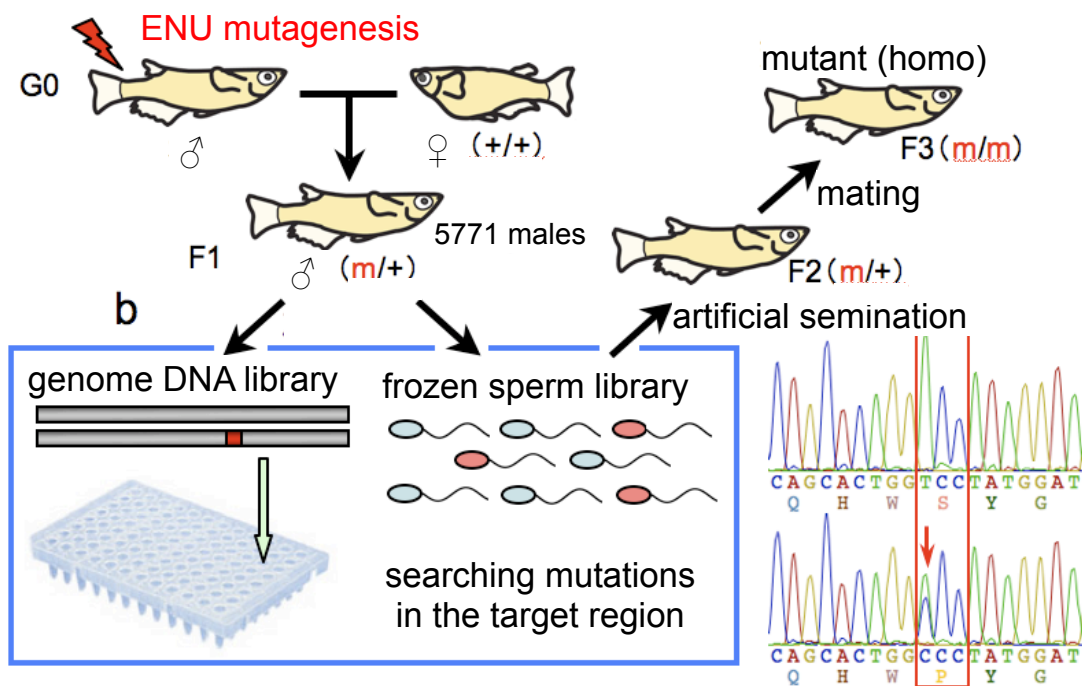 ENU mutagenesis
G0
♂
♀ (+/+)
mutant (homo)
F3 (m/m)
mating
F1
♂ (m/+)
5771 males
F2 (m/+)
artificial semination
b
genome DNA library
frozen sperm library
searching mutations
in the target region
CAGCACTGGTCCTATGGAT
Q H W S Y G
CAGCACTGGCCCTATGGAT
Q H W P Y G